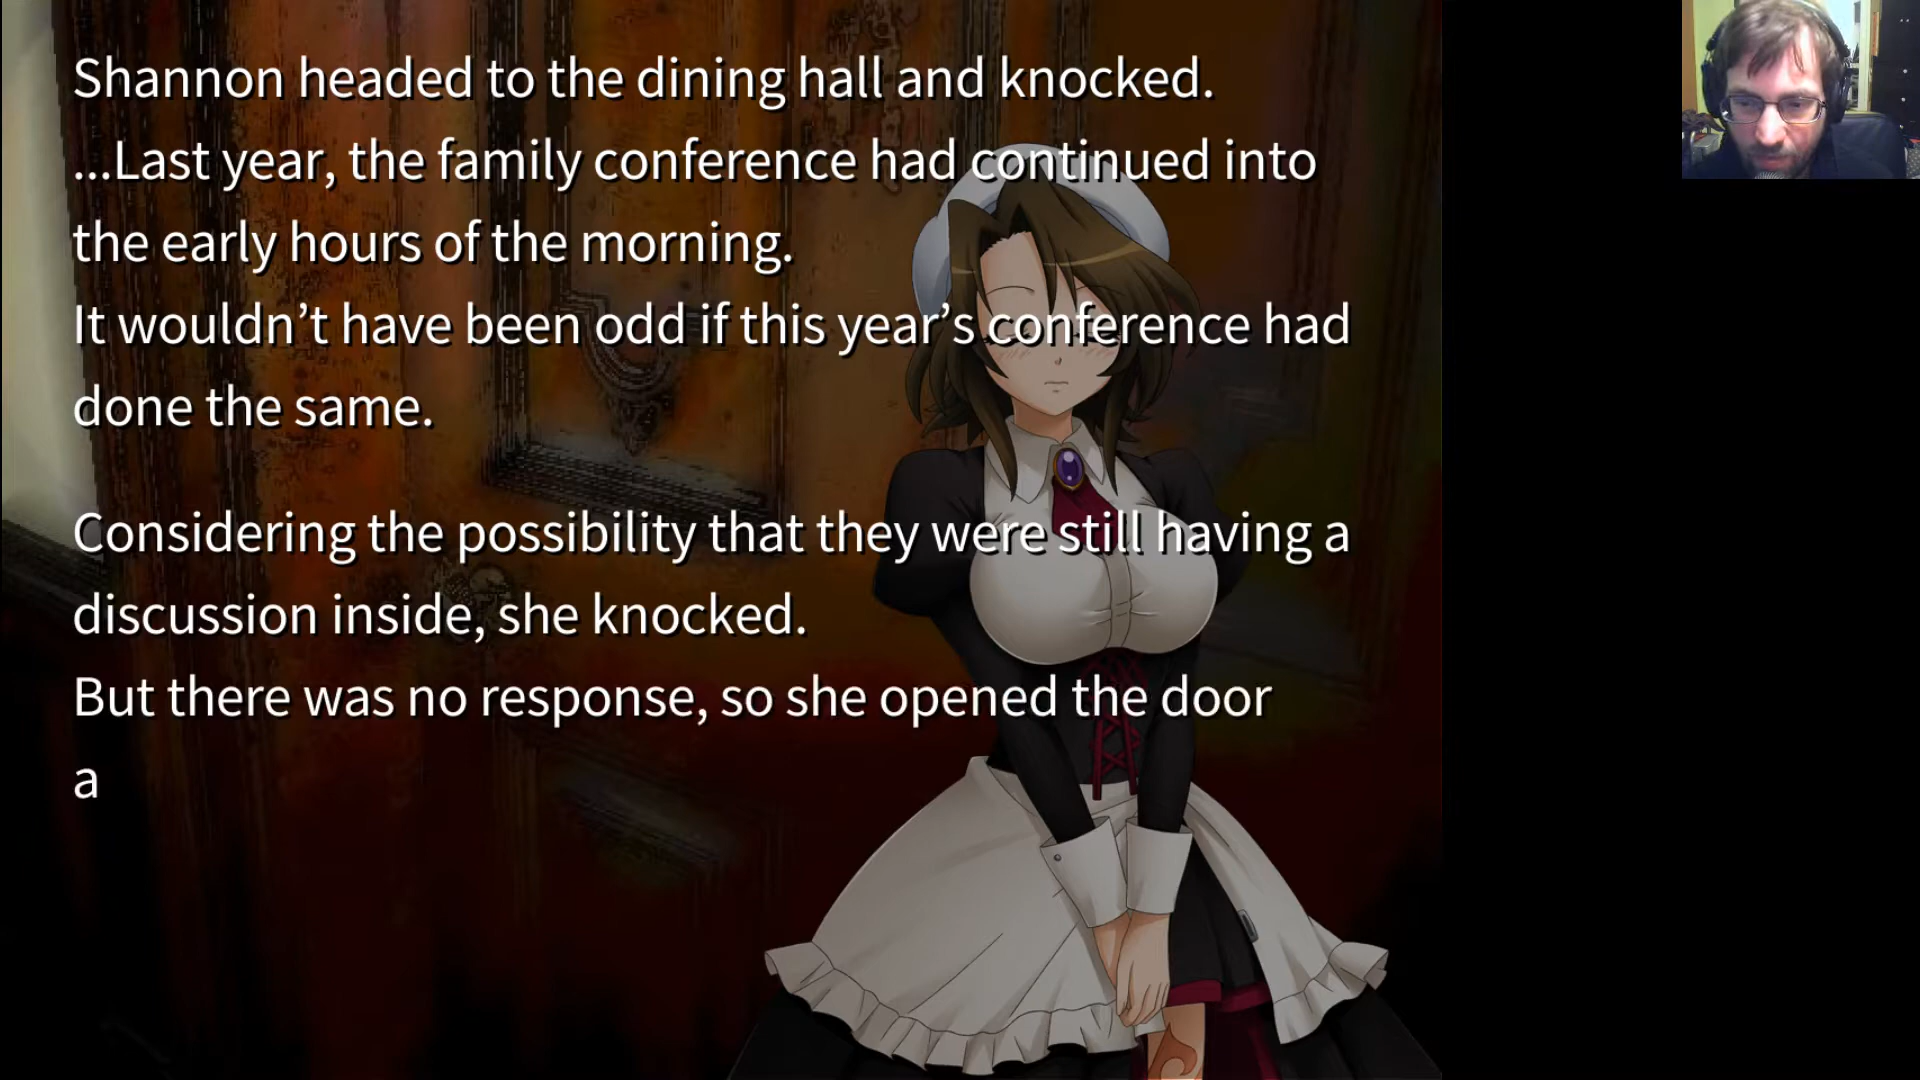 Shannon headed to the dining hall and knocked.
...Last year, the family conference had continued into
the early hours of the morning.
It wouldn’t have been odd if this year’s conference had
done the same.
Considering the possibility that they were still having a
discussion inside, she knocked.
But there was no response, so she opened the door
a